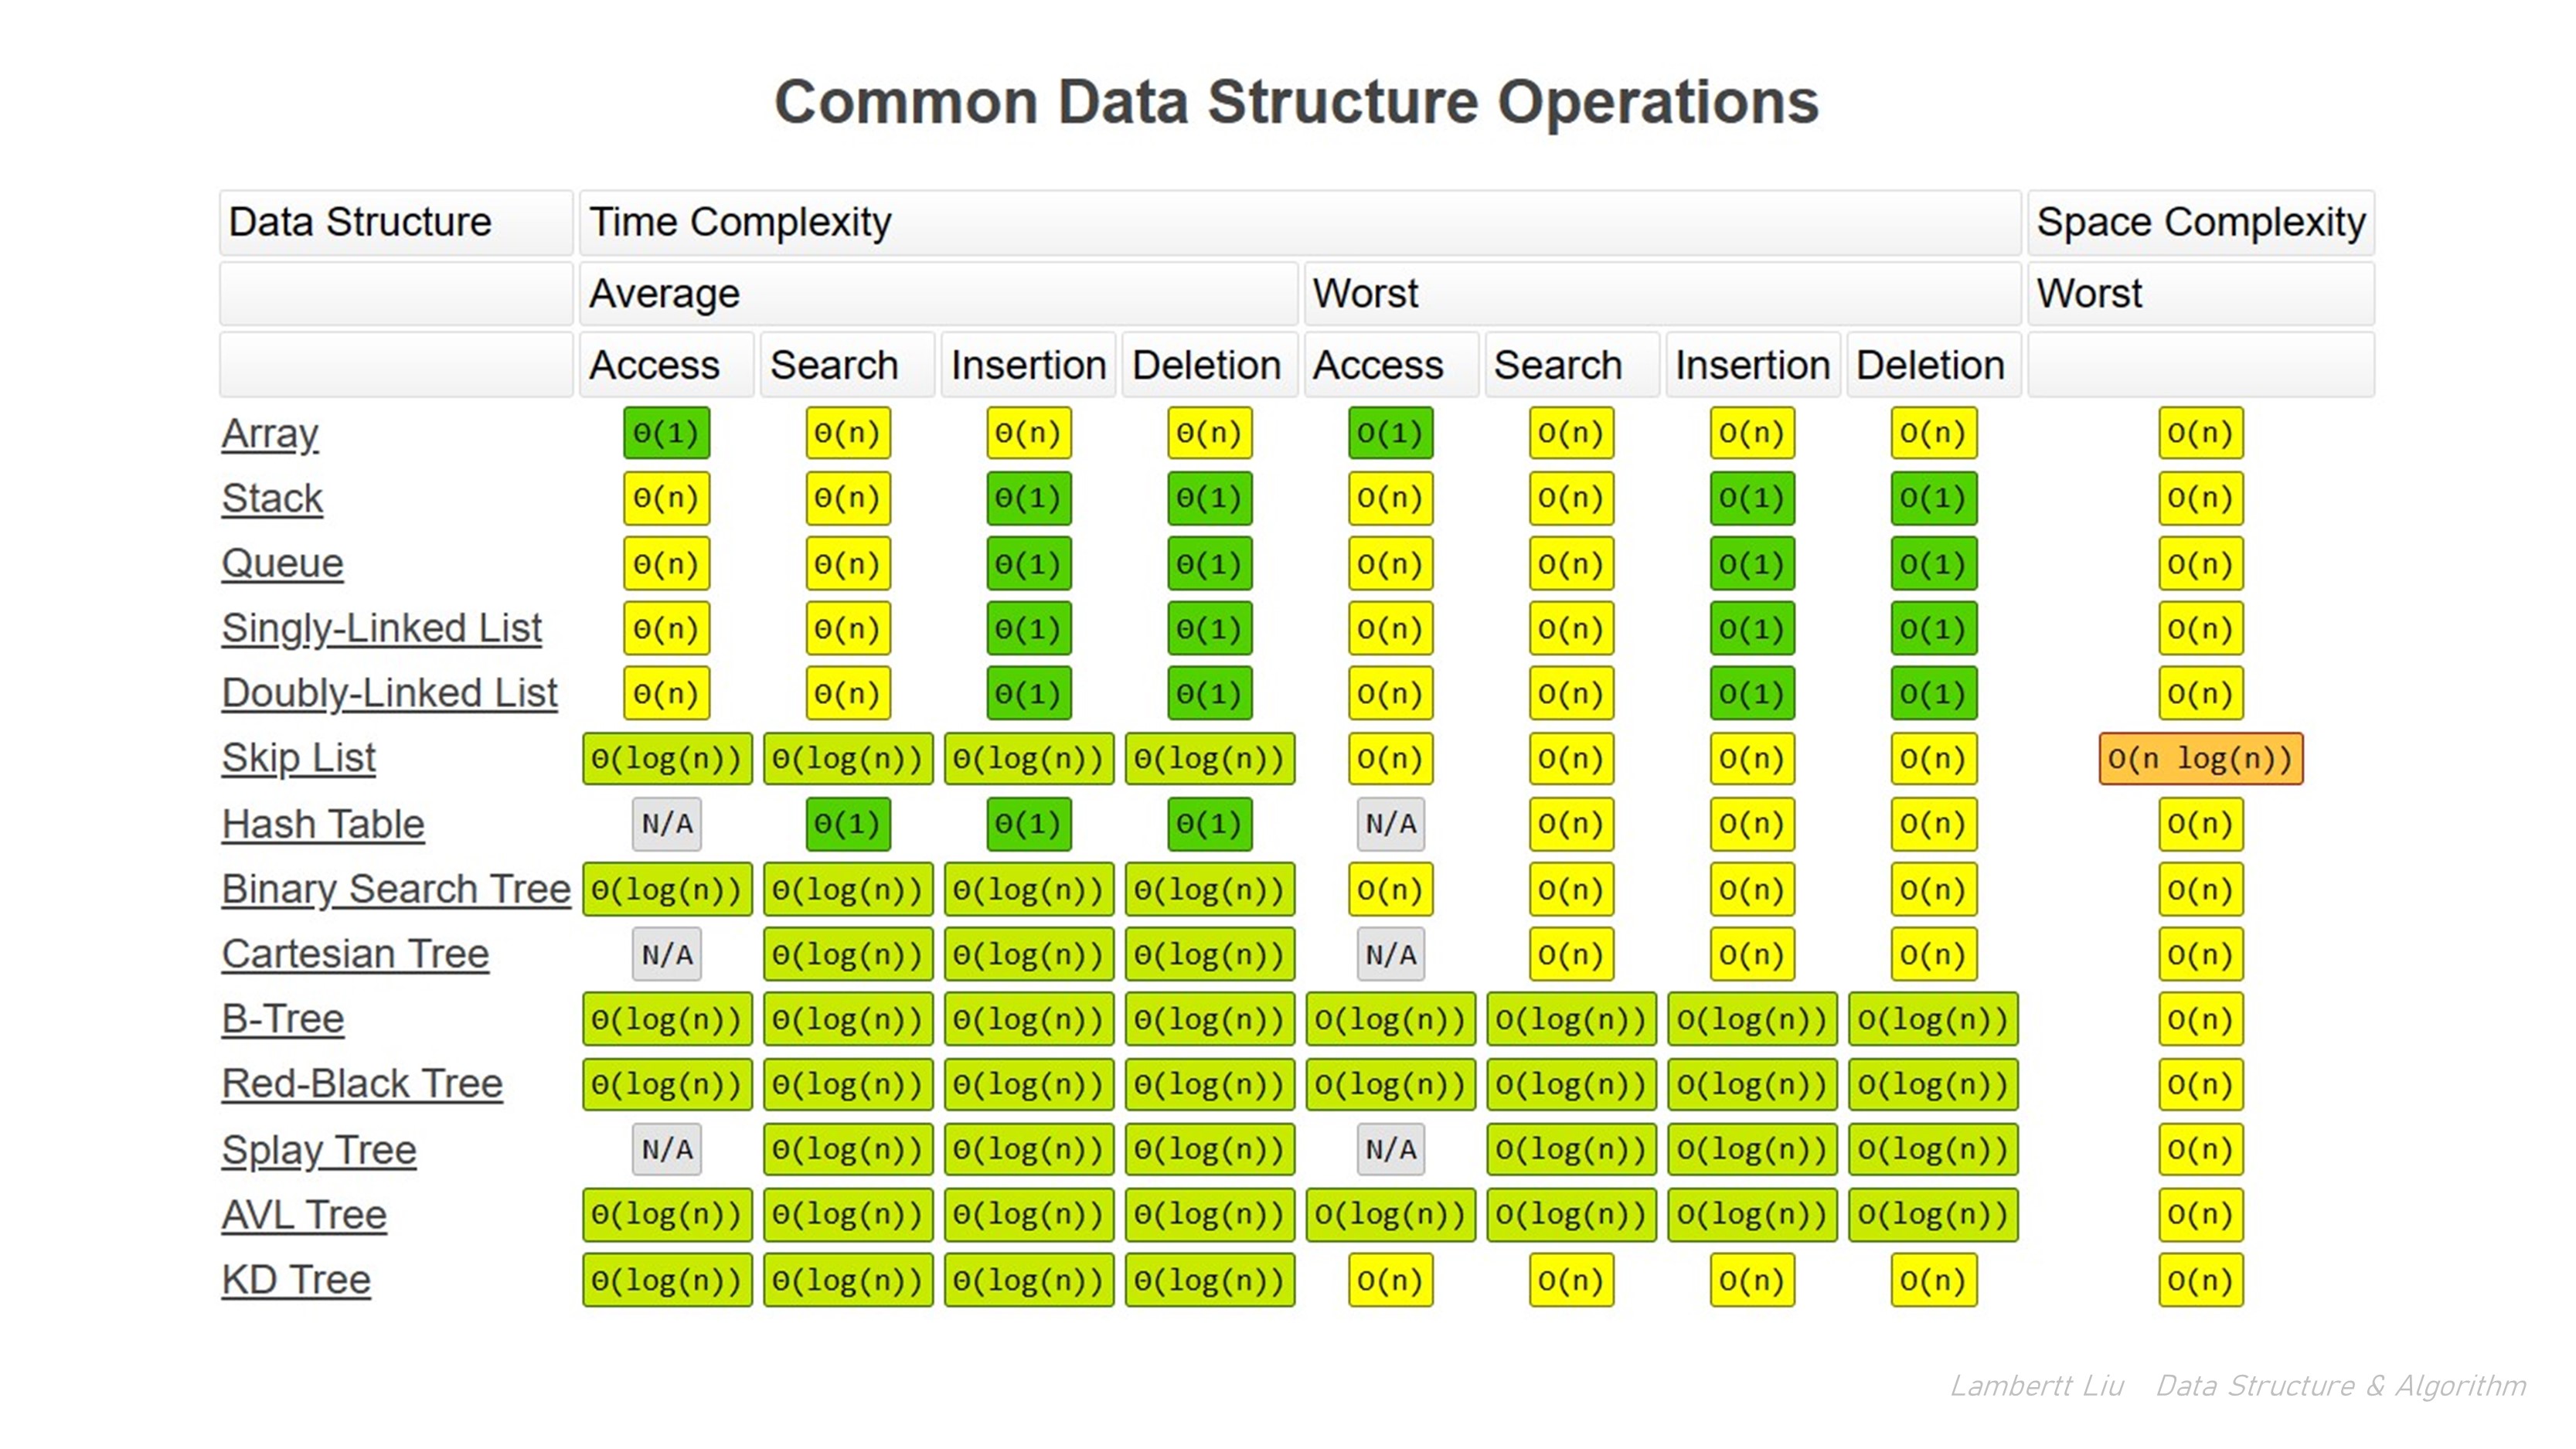 Common Data Structure Operations
Data Structure Time Complexity Space Complexity
Average Worst Worst
Access Search Insertion Deletion Access Search Insertion Deletion
Array Θ(1) Θ(n) Θ(n) Θ(n) O(1) O(n) O(n) O(n) O(n)
Stack Θ(n) Θ(n) Θ(1) Θ(1) O(n) O(n) O(1) O(1) O(n)
Queue Θ(n) Θ(n) Θ(1) Θ(1) O(n) O(n) O(1) O(1) O(n)
Singly-Linked List Θ(n) Θ(n) Θ(1) Θ(1) O(n) O(n) O(1) O(1) O(n)
Doubly-Linked List Θ(n) Θ(n) Θ(1) Θ(1) O(n) O(n) O(1) O(1) O(n)
Skip List Θ(log(n)) Θ(log(n)) Θ(log(n)) Θ(log(n)) O(n) O(n) O(n) O(n) O(n log(n))
Hash Table N/A Θ(1) Θ(1) Θ(1) N/A O(n) O(n) O(n) O(n)
Binary Search Tree Θ(log(n)) Θ(log(n)) Θ(log(n)) Θ(log(n)) O(n) O(n) O(n) O(n) O(n)
Cartesian Tree N/A Θ(log(n)) Θ(log(n)) Θ(log(n)) N/A O(n) O(n) O(n) O(n)
B-Tree Θ(log(n)) Θ(log(n)) Θ(log(n)) Θ(log(n)) O(log(n)) O(log(n)) O(log(n)) O(log(n)) O(n)
Red-Black Tree Θ(log(n)) Θ(log(n)) Θ(log(n)) Θ(log(n)) O(log(n)) O(log(n)) O(log(n)) O(log(n)) O(n)
Splay Tree N/A Θ(log(n)) Θ(log(n)) Θ(log(n)) N/A O(log(n)) O(log(n)) O(log(n)) O(n)
AVL Tree Θ(log(n)) Θ(log(n)) Θ(log(n)) Θ(log(n)) O(log(n)) O(log(n)) O(log(n)) O(log(n)) O(n)
KD Tree Θ(log(n)) Θ(log(n)) Θ(log(n)) Θ(log(n)) O(n) O(n) O(n) O(n) O(n)
Lambertt Liu Data Structure & Algorithm